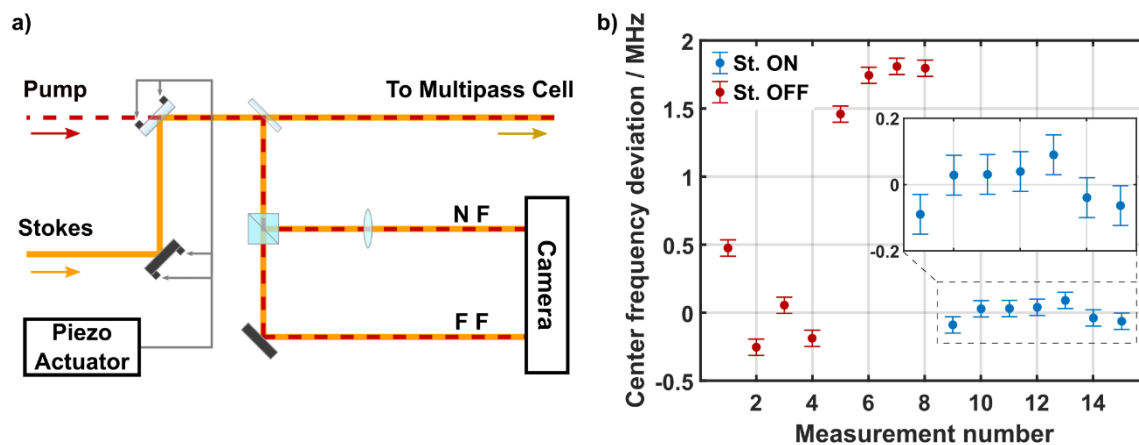 a)
Pump
To Multipass Cell
Stokes
N F
F F
Camera
Piezo
Actuator
b)
Center frequency deviation / MHz
2
1.5
1
0.5
0
-0.5
St. ON
St. OFF
0.2
0
-0.2
2
4
6
8
10
12
14
Measurement number